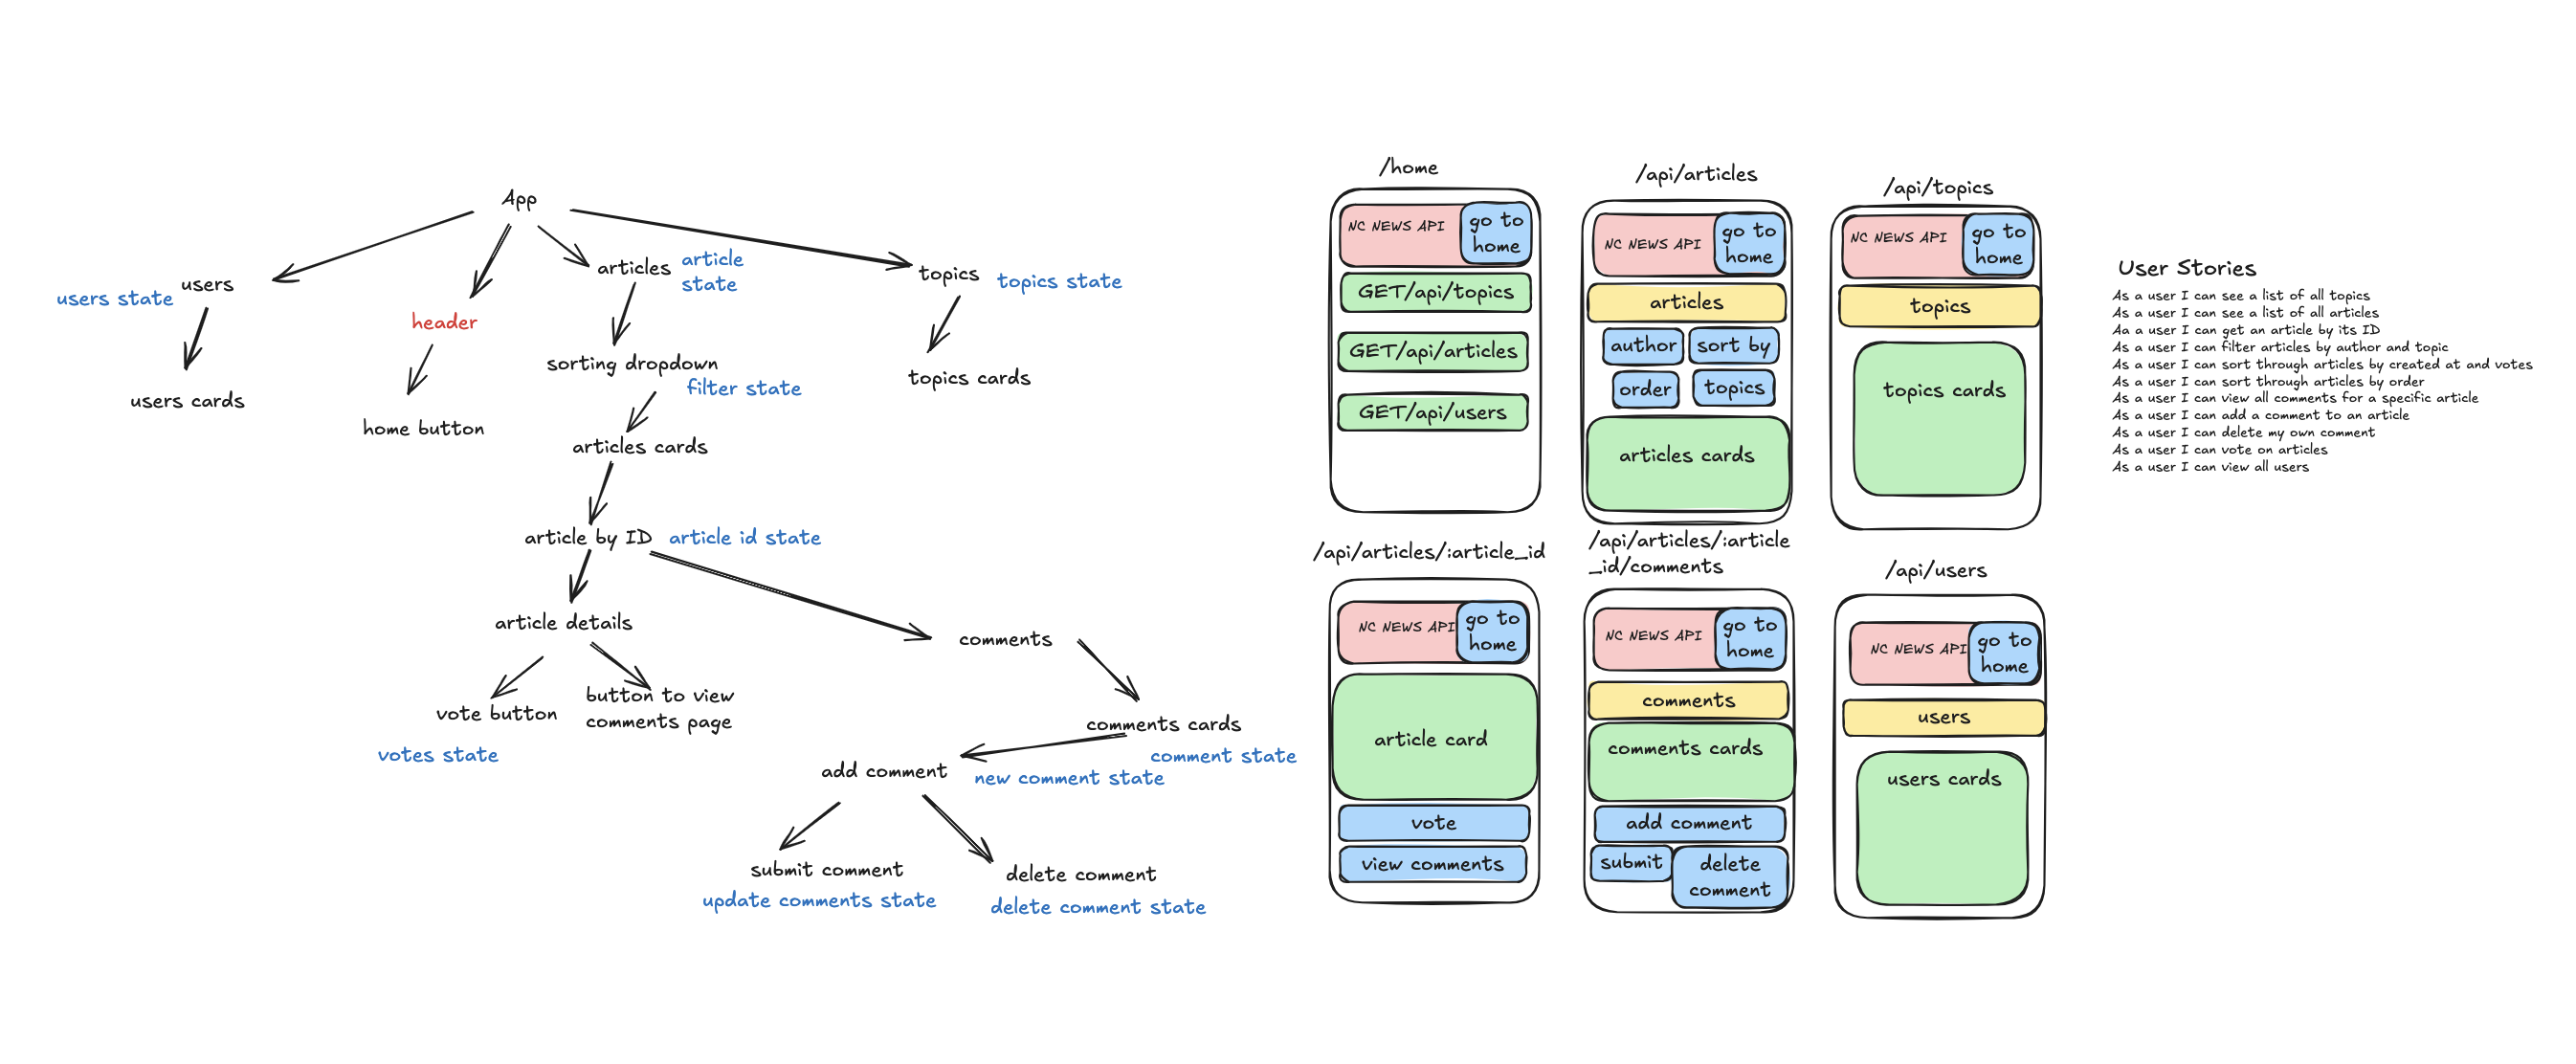 App
users
users state
users cards
header
home button
articles
article
state
sorting dropdown
filter state
articles cards
topics
topics state
topics cards
article by ID
article id state
article details
vote button
votes state
button to view
comments page
comments
comments cards
comment state
add comment
new comment state
submit comment
update comments state
delete comment
delete comment state
/home
NC NEWS API
go to
home
GET/api/topics
GET/api/articles
GET/api/users
/api/articles
NC NEWS API
go to
home
articles
author
sort by
order
topics
articles cards
/api/topics
NC NEWS API
go to
home
topics
topics cards
/api/articles/:article_id
NC NEWS API
go to
home
article card
vote
view comments
/api/articles/:article
_id/comments
NC NEWS API
go to
home
comments
comments cards
add comment
submit
delete
comment
/api/users
NC NEWS API
go to
home
users
users cards
User Stories
As a user I can see a list of all topics
As a user I can see a list of all articles
Aa a user I can get an article by its ID
As a user I can filter articles by author and topic
As a user I can sort through articles by created at and votes
As a user I can sort through articles by order
As a user I can view all comments for a specific article
As a user I can add a comment to an article
As a user I can delete my own comment
As a user I can vote on articles
As a user I can view all users